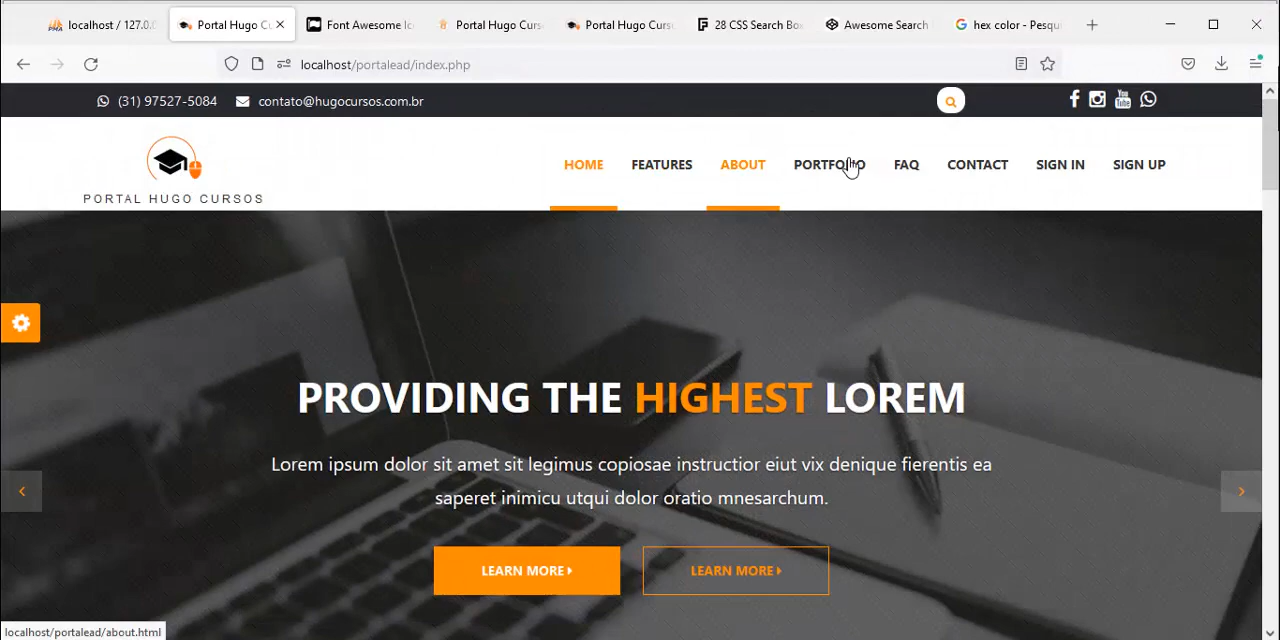 localhost / 127.0.
Portal Hugo Cu
Font Awesome Ic
Portal Hugo Curs
Portal Hugo Curs
28 CSS Search Bo
Awesome Search
hex color - Pesqu
localhost/portalead/index.php
(31) 97527-5084
contato@hugocursos.com.br
PORTAL HUGO CURSOS
HOME FEATURES ABOUT PORTFOLIO FAQ CONTACT SIGN IN SIGN UP
PROVIDING THE HIGHEST LOREM
Lorem ipsum dolor sit amet sit legimus copiosae instructior eiut vix denique fierentis ea
saperet inimicu utqui dolor oratio mnesarchum.
LEARN MORE
LEARN MORE
localhost/portalead/about.html